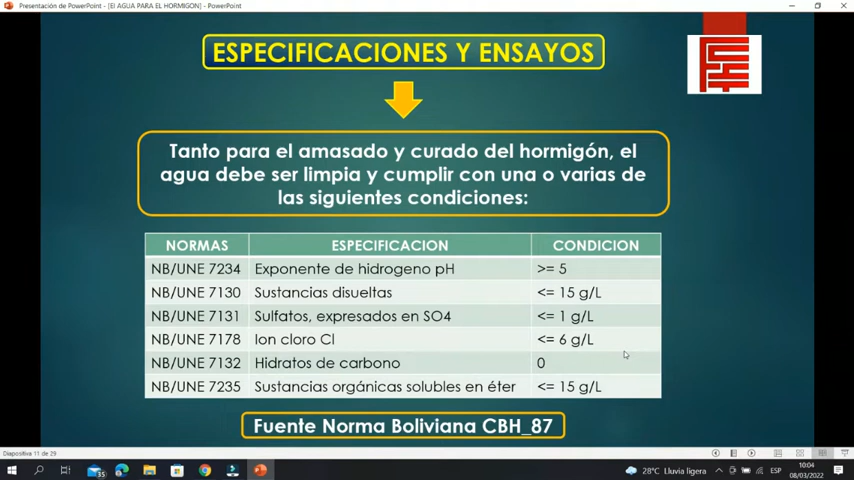 Presentación de PowerPoint - [El AGUA PARA EL HORMIGON] - PowerPoint
ESPECIFICACIONES Y ENSAYOS
Tanto para el amasado y curado del hormigón, el
agua debe ser limpia y cumplir con una o varias de
las siguientes condiciones:
NORMAS ESPECIFICACION CONDICION
NB/UNE 7234 Exponente de hidrogeno pH >= 5
NB/UNE 7130 Sustancias disueltas <= 15 g/L
NB/UNE 7131 Sulfatos, expresados en SO4 <= 1 g/L
NB/UNE 7178 Ion cloro Cl <= 6 g/L
NB/UNE 7132 Hidratos de carbono 0
NB/UNE 7235 Sustancias orgánicas solubles en éter <= 15 g/L
Fuente Norma Boliviana CBH_87
Diapositiva 11 de 29
35
28°C Lluvia ligera
ESP
10:04
08/03/2022